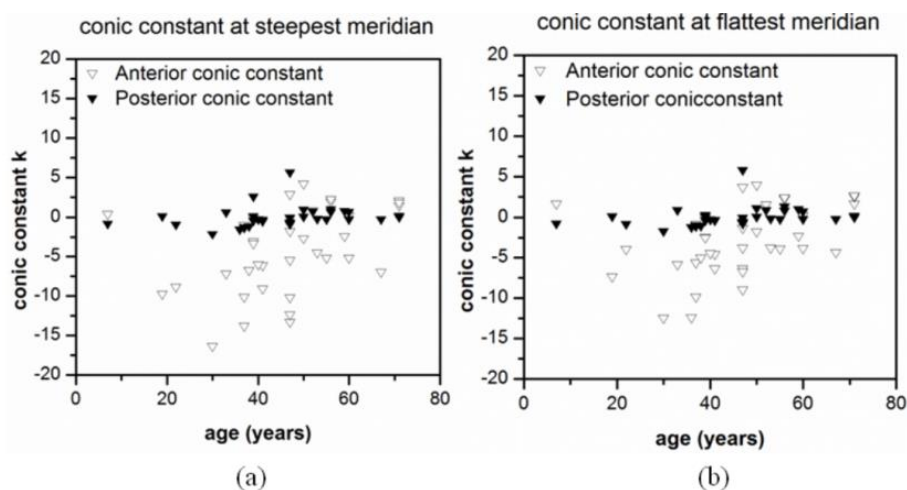 conic constant at steepest meridian
20
15
10
5
0
-5
-10
-15
-20
conic constant k
Anterior conic constant
Posterior conic constant
0 20 40 60 80
age (years)
(a)
conic constant at flattest meridian
20
15
10
5
0
-5
-10
-15
-20
conic constant k
Anterior conic constant
Posterior conicconstant
0 20 40 60 80
age (years)
(b)